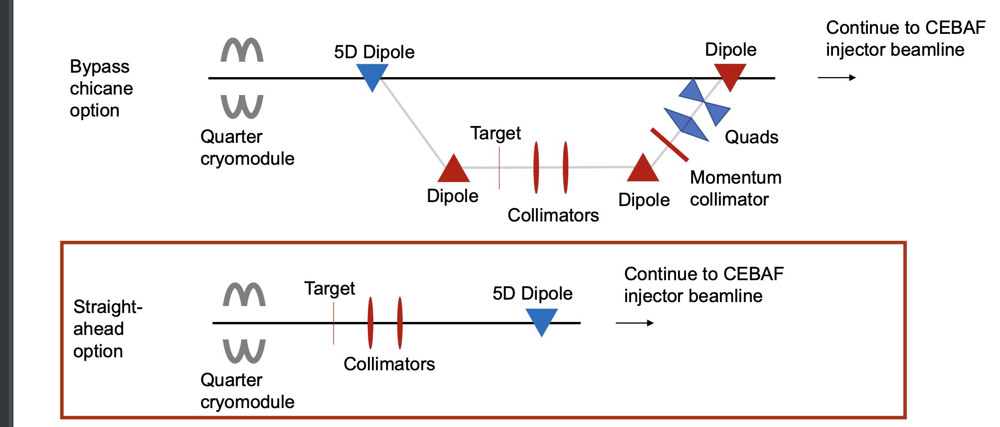 Bypass
chicane
option
Quarter
cryomodule
5D Dipole
Dipole
Target
Collimators
Dipole
Momentum
collimator
Quads
Dipole
Continue to CEBAF
injector beamline
Straight-
ahead
option
Quarter
cryomodule
Target
Collimators
5D Dipole
Continue to CEBAF
injector beamline